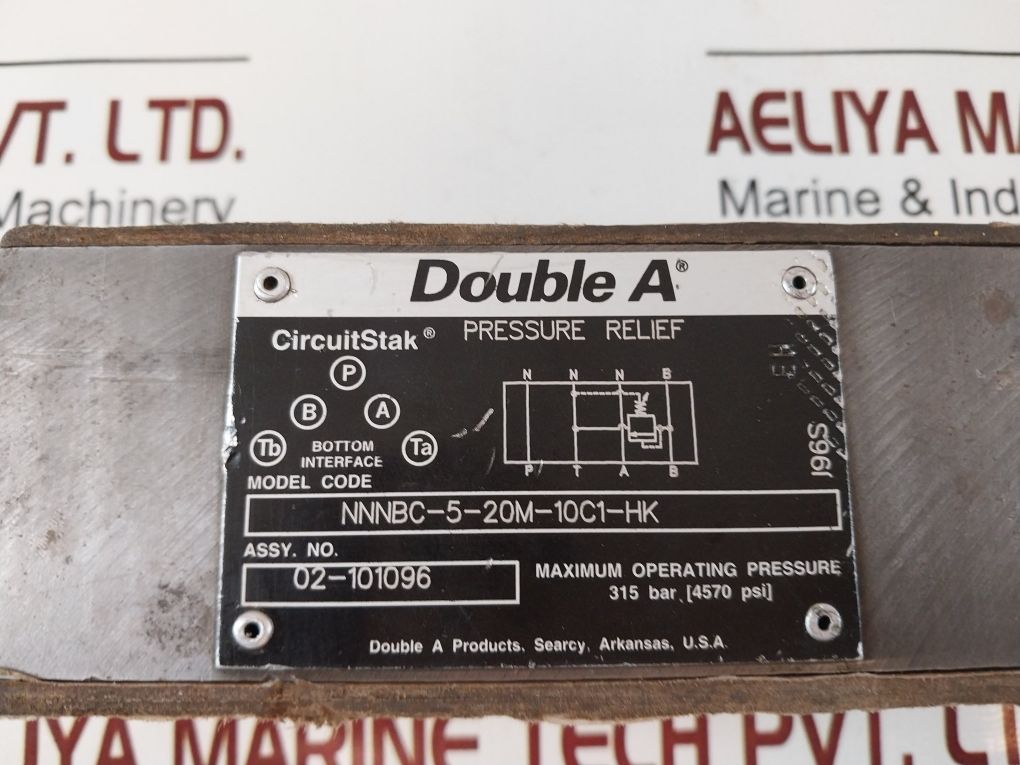 VT. LTD.
Machinery
AELIYA MA
Marine & Ind
Double A®
CircuitStak® PRESSURE RELIEF
P
B A
Tb BOTTOM INTERFACE Ta
N N N B
P T A B
S961
MODEL CODE
NNNBC-5-20M-10C1-HK
ASSY. NO.
02-101096
MAXIMUM OPERATING PRESSURE
315 bar [4570 psi]
Double A Products, Searcy, Arkansas, U.S.A.
IYA MARINE TECH PVT. L